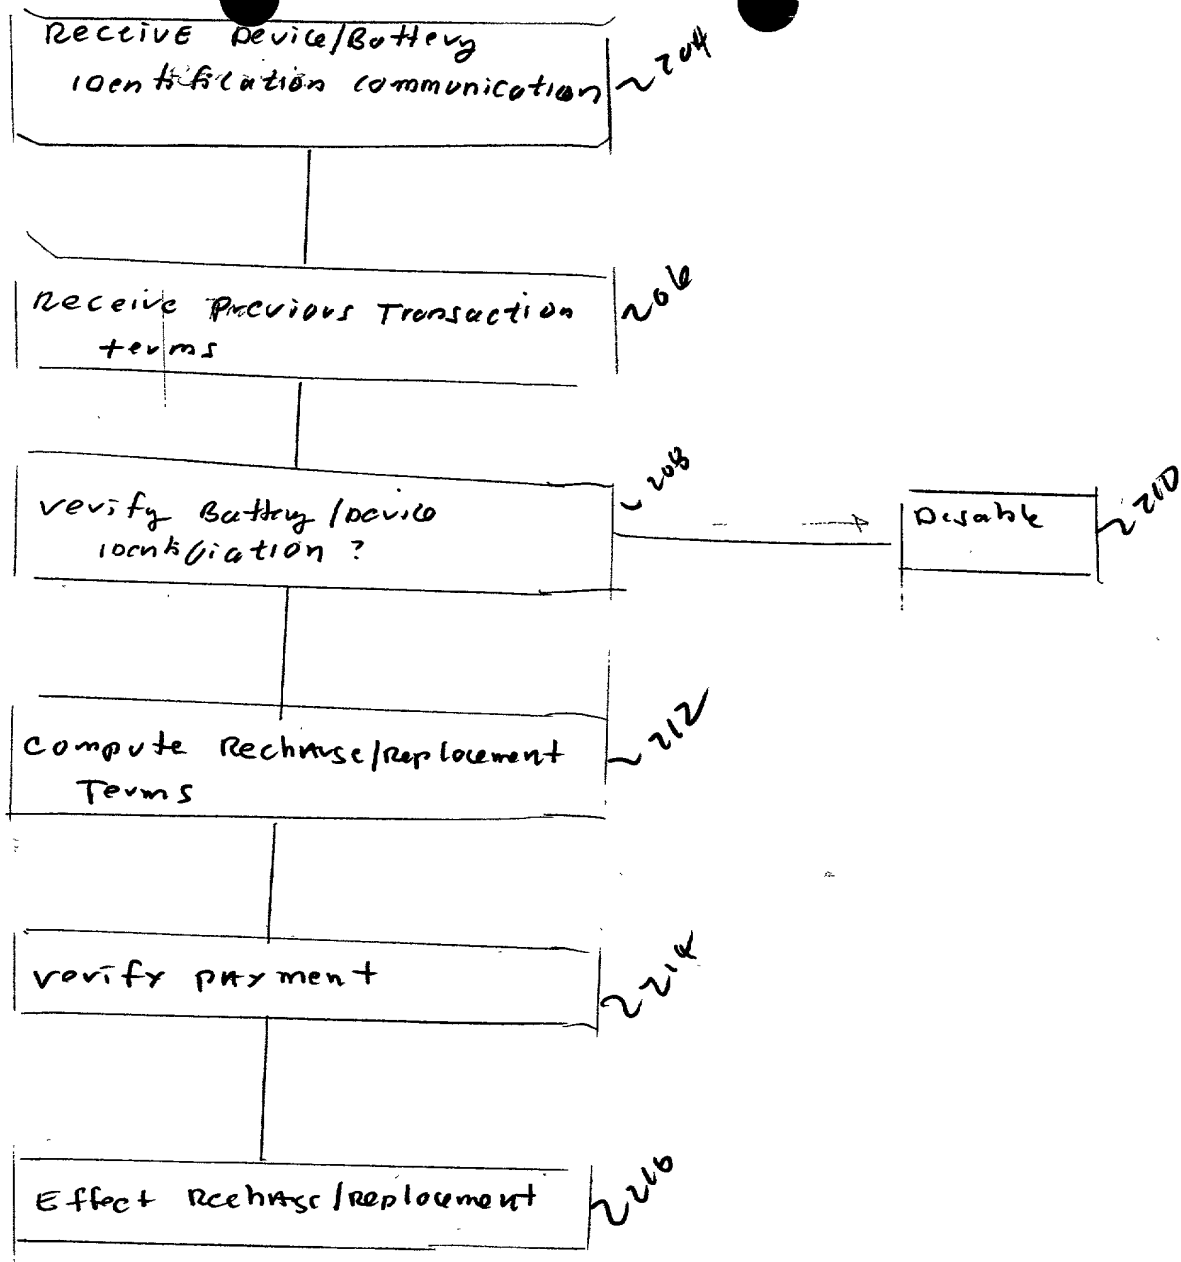 Receive Device/Battery
identification communication
204
Receive Previous Transaction
terms
206
verify Battery/Device
identification ?
208
Disable
210
compute Recharge/Replacement
Terms
212
verify payment
214
Effect Recharge/Replacement
216